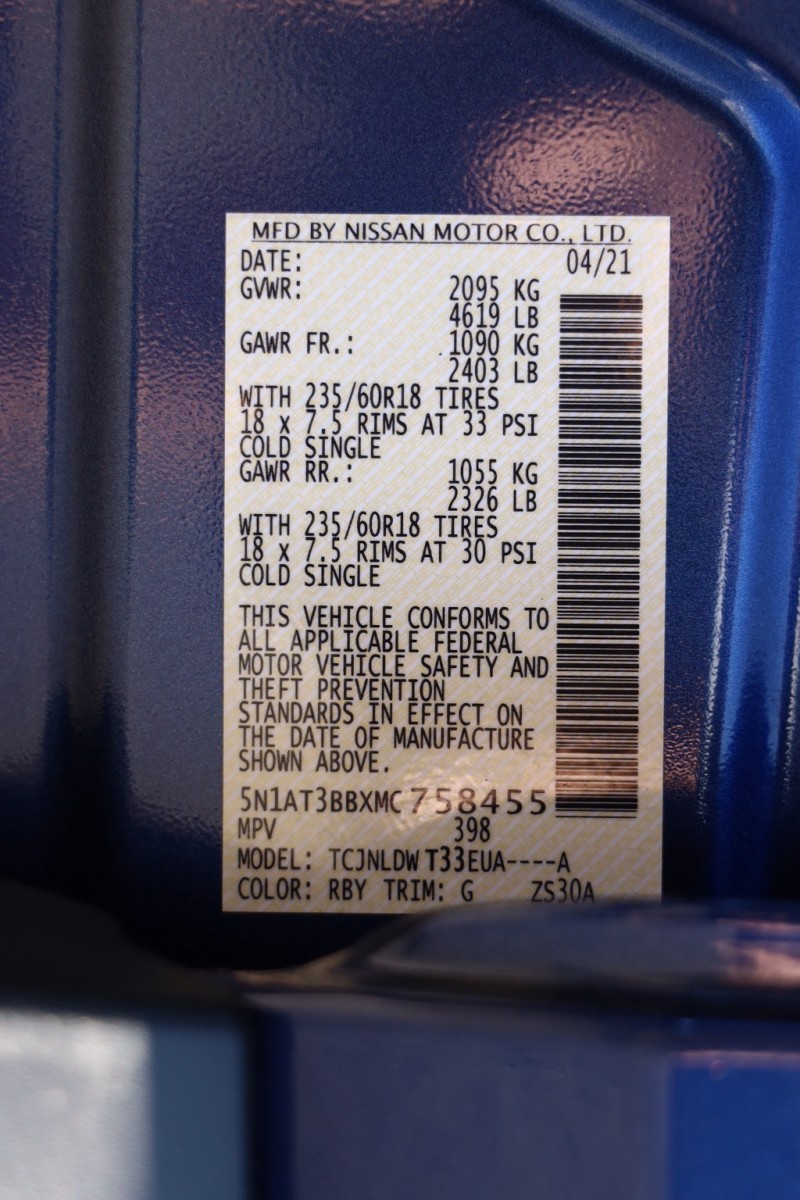 MFD BY NISSAN MOTOR CO., LTD.
DATE: 04/21
GVWR: 2095 KG
4619 LB
GAWR FR.: 1090 KG
2403 LB
WITH 235/60R18 TIRES
18 x 7.5 RIMS AT 33 PSI
COLD SINGLE
GAWR RR.: 1055 KG
2326 LB
WITH 235/60R18 TIRES
18 x 7.5 RIMS AT 30 PSI
COLD SINGLE
THIS VEHICLE CONFORMS TO
ALL APPLICABLE FEDERAL
MOTOR VEHICLE SAFETY AND
THEFT PREVENTION
STANDARDS IN EFFECT ON
THE DATE OF MANUFACTURE
SHOWN ABOVE.
5N1AT3BBXMC758455
MPV 398
MODEL: TCJNLDWT33EUA----A
COLOR: RBY TRIM: G ZS30A